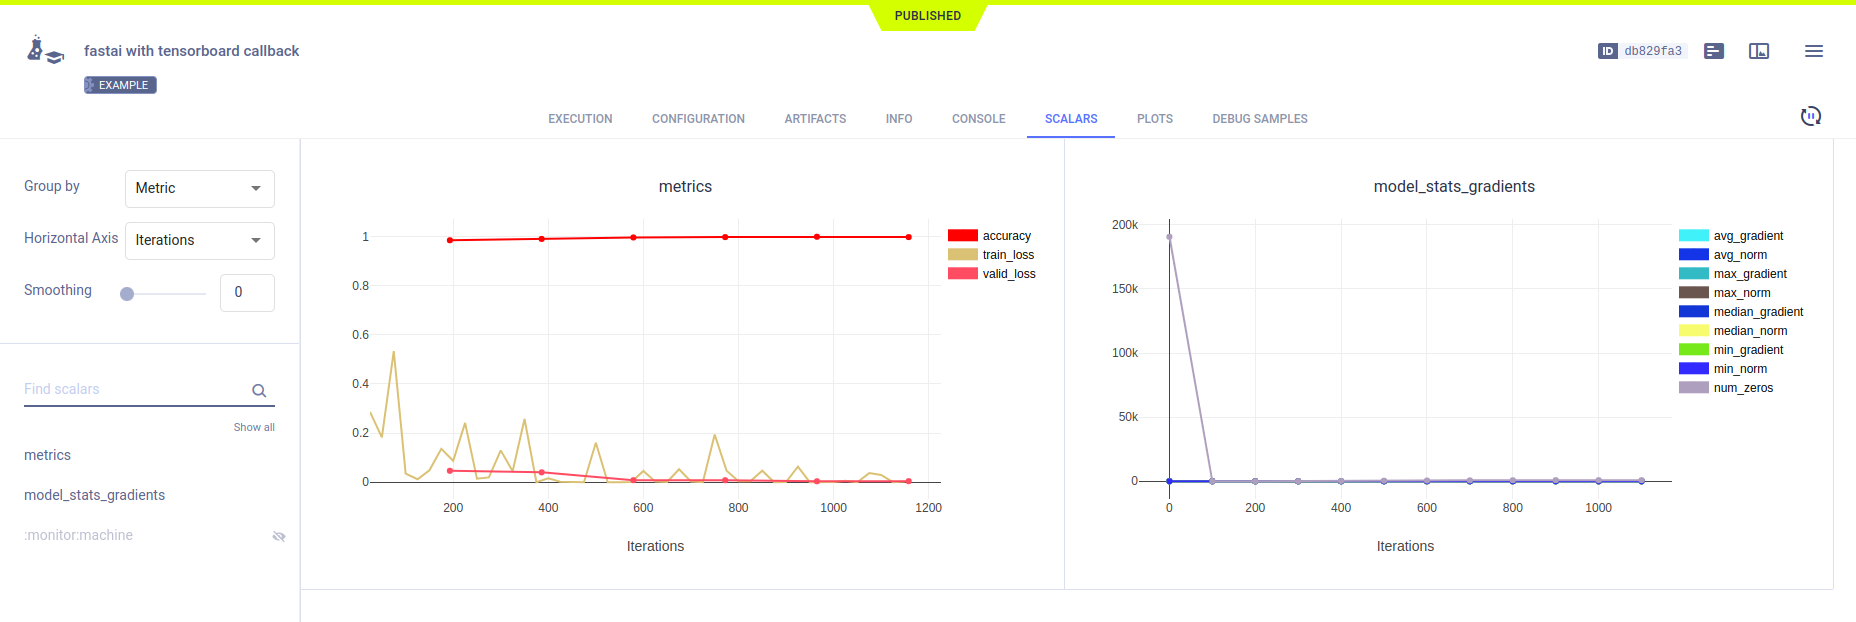 PUBLISHED
fastai with tensorboard callback
ID db829fa3
EXAMPLE
EXECUTION CONFIGURATION ARTIFACTS INFO CONSOLE SCALARS PLOTS DEBUG SAMPLES
Group by Metric
Horizontal Axis Iterations
Smoothing 0
Find scalars
Show all
metrics
model_stats_gradients
:monitor:machine
metrics
1
0.8
0.6
0.4
0.2
0
200 400 600 800 1000 1200
Iterations
accuracy
train_loss
valid_loss
model_stats_gradients
200k
150k
100k
50k
0
0 200 400 600 800 1000
Iterations
avg_gradient
avg_norm
max_gradient
max_norm
median_gradient
median_norm
min_gradient
min_norm
num_zeros